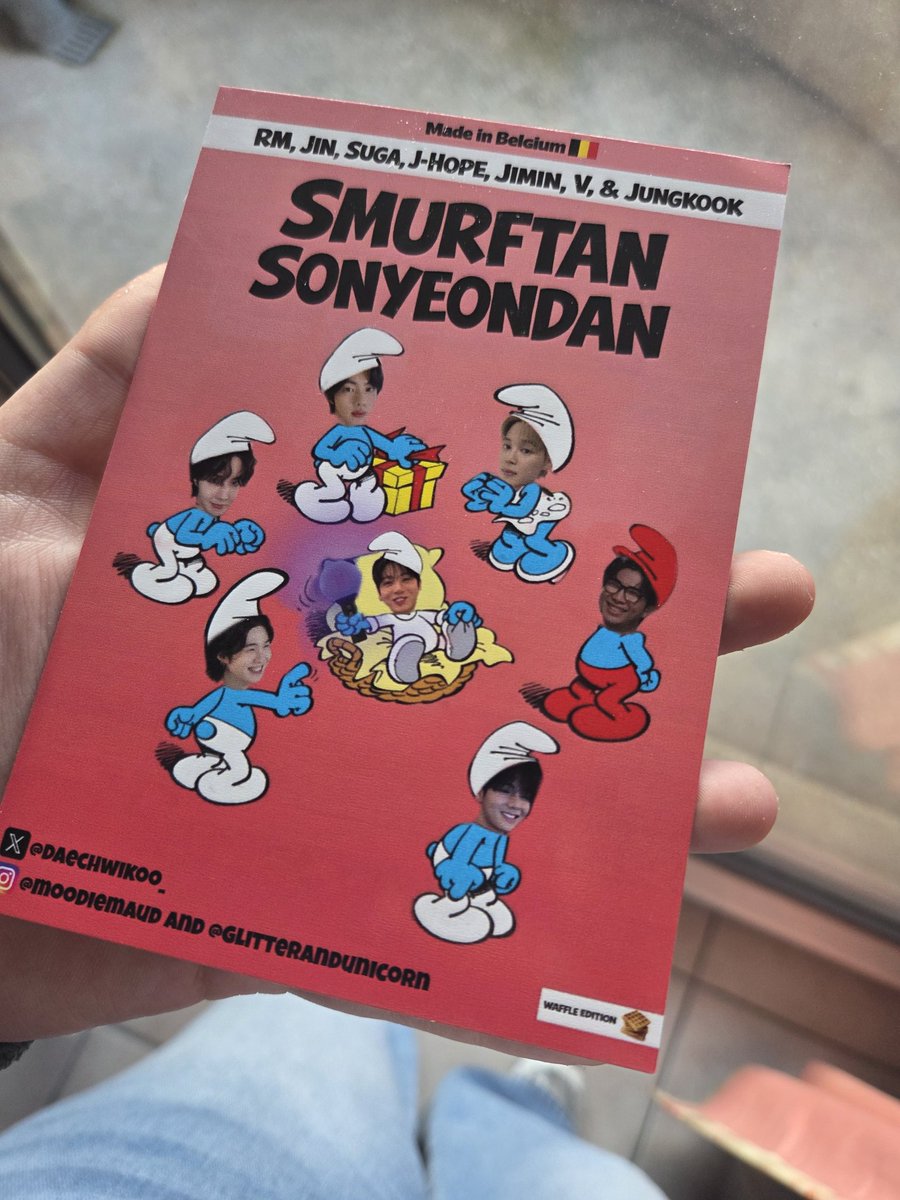 Made in Belgium
RM, JIN, SUGA, J-HOPE, JIMIN, V, & JUNGKOOK
SMURFTAN
SONYEONDAN
@DAECHWIKOO_
@MOODIEMAUD AND @GLITTERANDUNICORN
WAFFLE EDITION